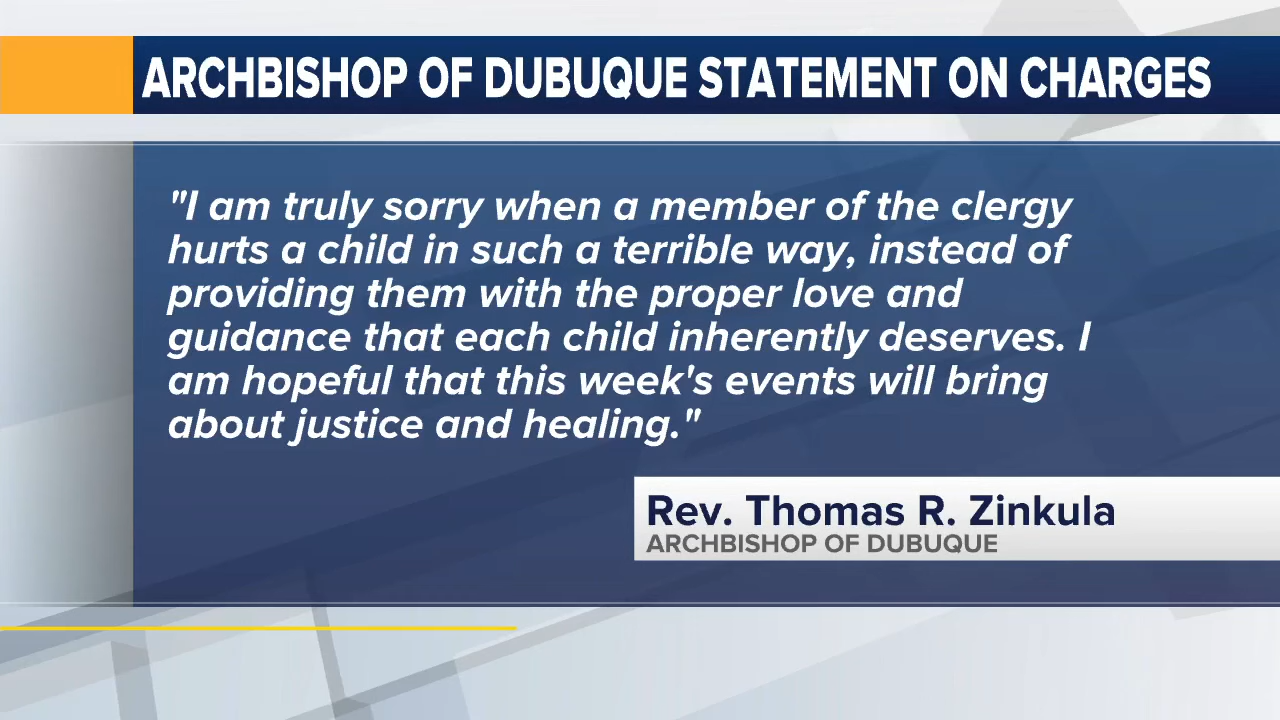 ARCHBISHOP OF DUBUQUE STATEMENT ON CHARGES
"I am truly sorry when a member of the clergy
hurts a child in such a terrible way, instead of
providing them with the proper love and
guidance that each child inherently deserves. I
am hopeful that this week's events will bring
about justice and healing."
Rev. Thomas R. Zinkula
ARCHBISHOP OF DUBUQUE